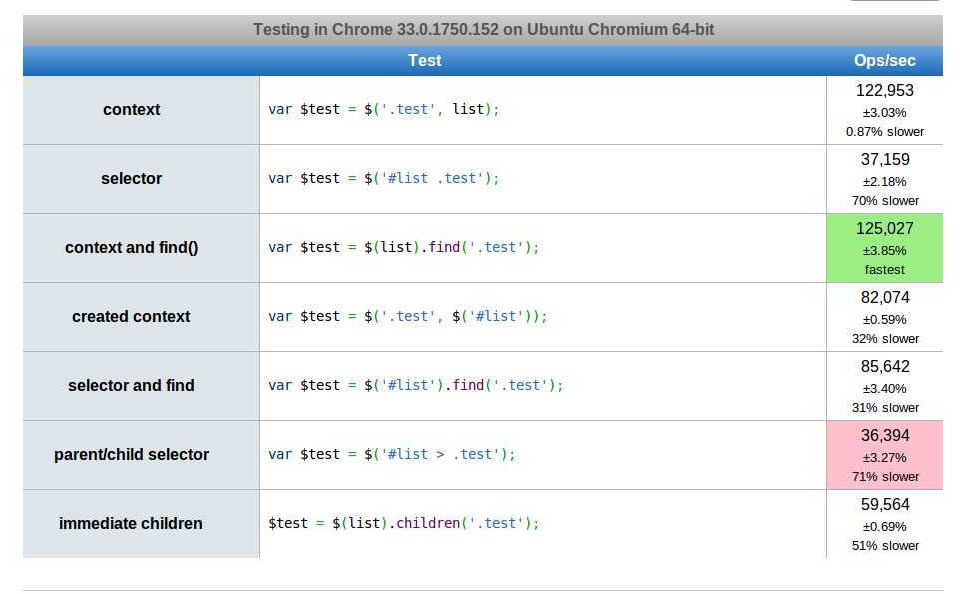 Testing in Chrome 33.0.1750.152 on Ubuntu Chromium 64-bit
Test Ops/sec
context var $test = $('.test', list); 122,953
±3.03%
0.87% slower
selector var $test = $('#list .test'); 37,159
±2.18%
70% slower
context and find() var $test = $(list).find('.test'); 125,027
±3.85%
fastest
created context var $test = $('.test', $('#list')); 82,074
±0.59%
32% slower
selector and find var $test = $('#list').find('.test'); 85,642
±3.40%
31% slower
parent/child selector var $test = $('#list > .test'); 36,394
±3.27%
71% slower
immediate children $test = $(list).children('.test'); 59,564
±0.69%
51% slower